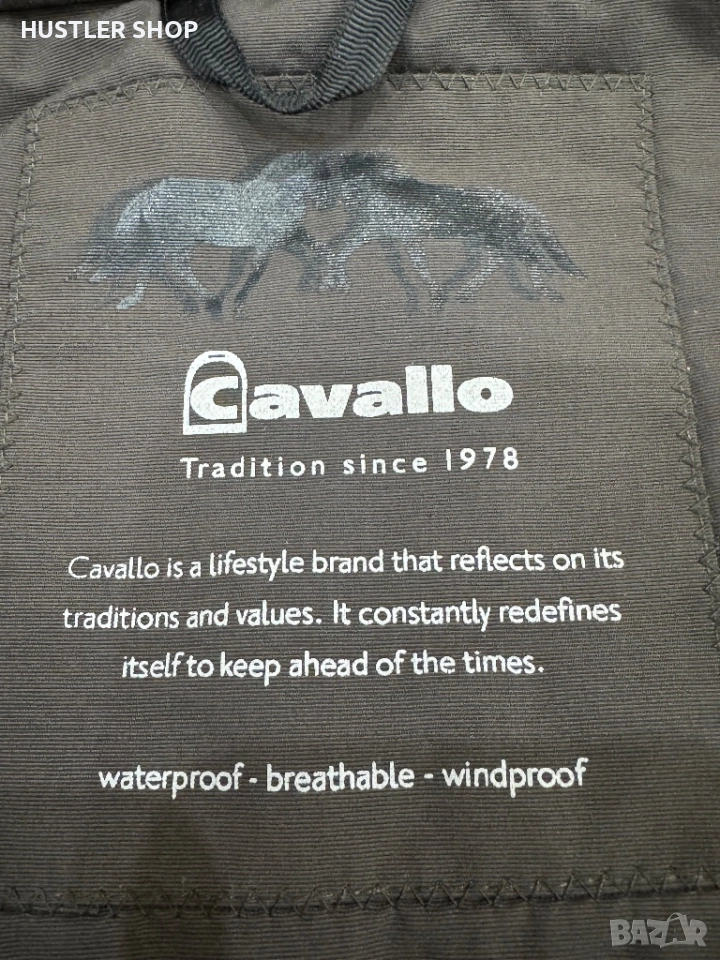 HUSTLER SHOP
Cavallo
Tradition since 1978
Cavallo is a lifestyle brand that reflects on its
traditions and values. It constantly redefines
itself to keep ahead of the times.
waterproof - breathable - windproof
BAZAR